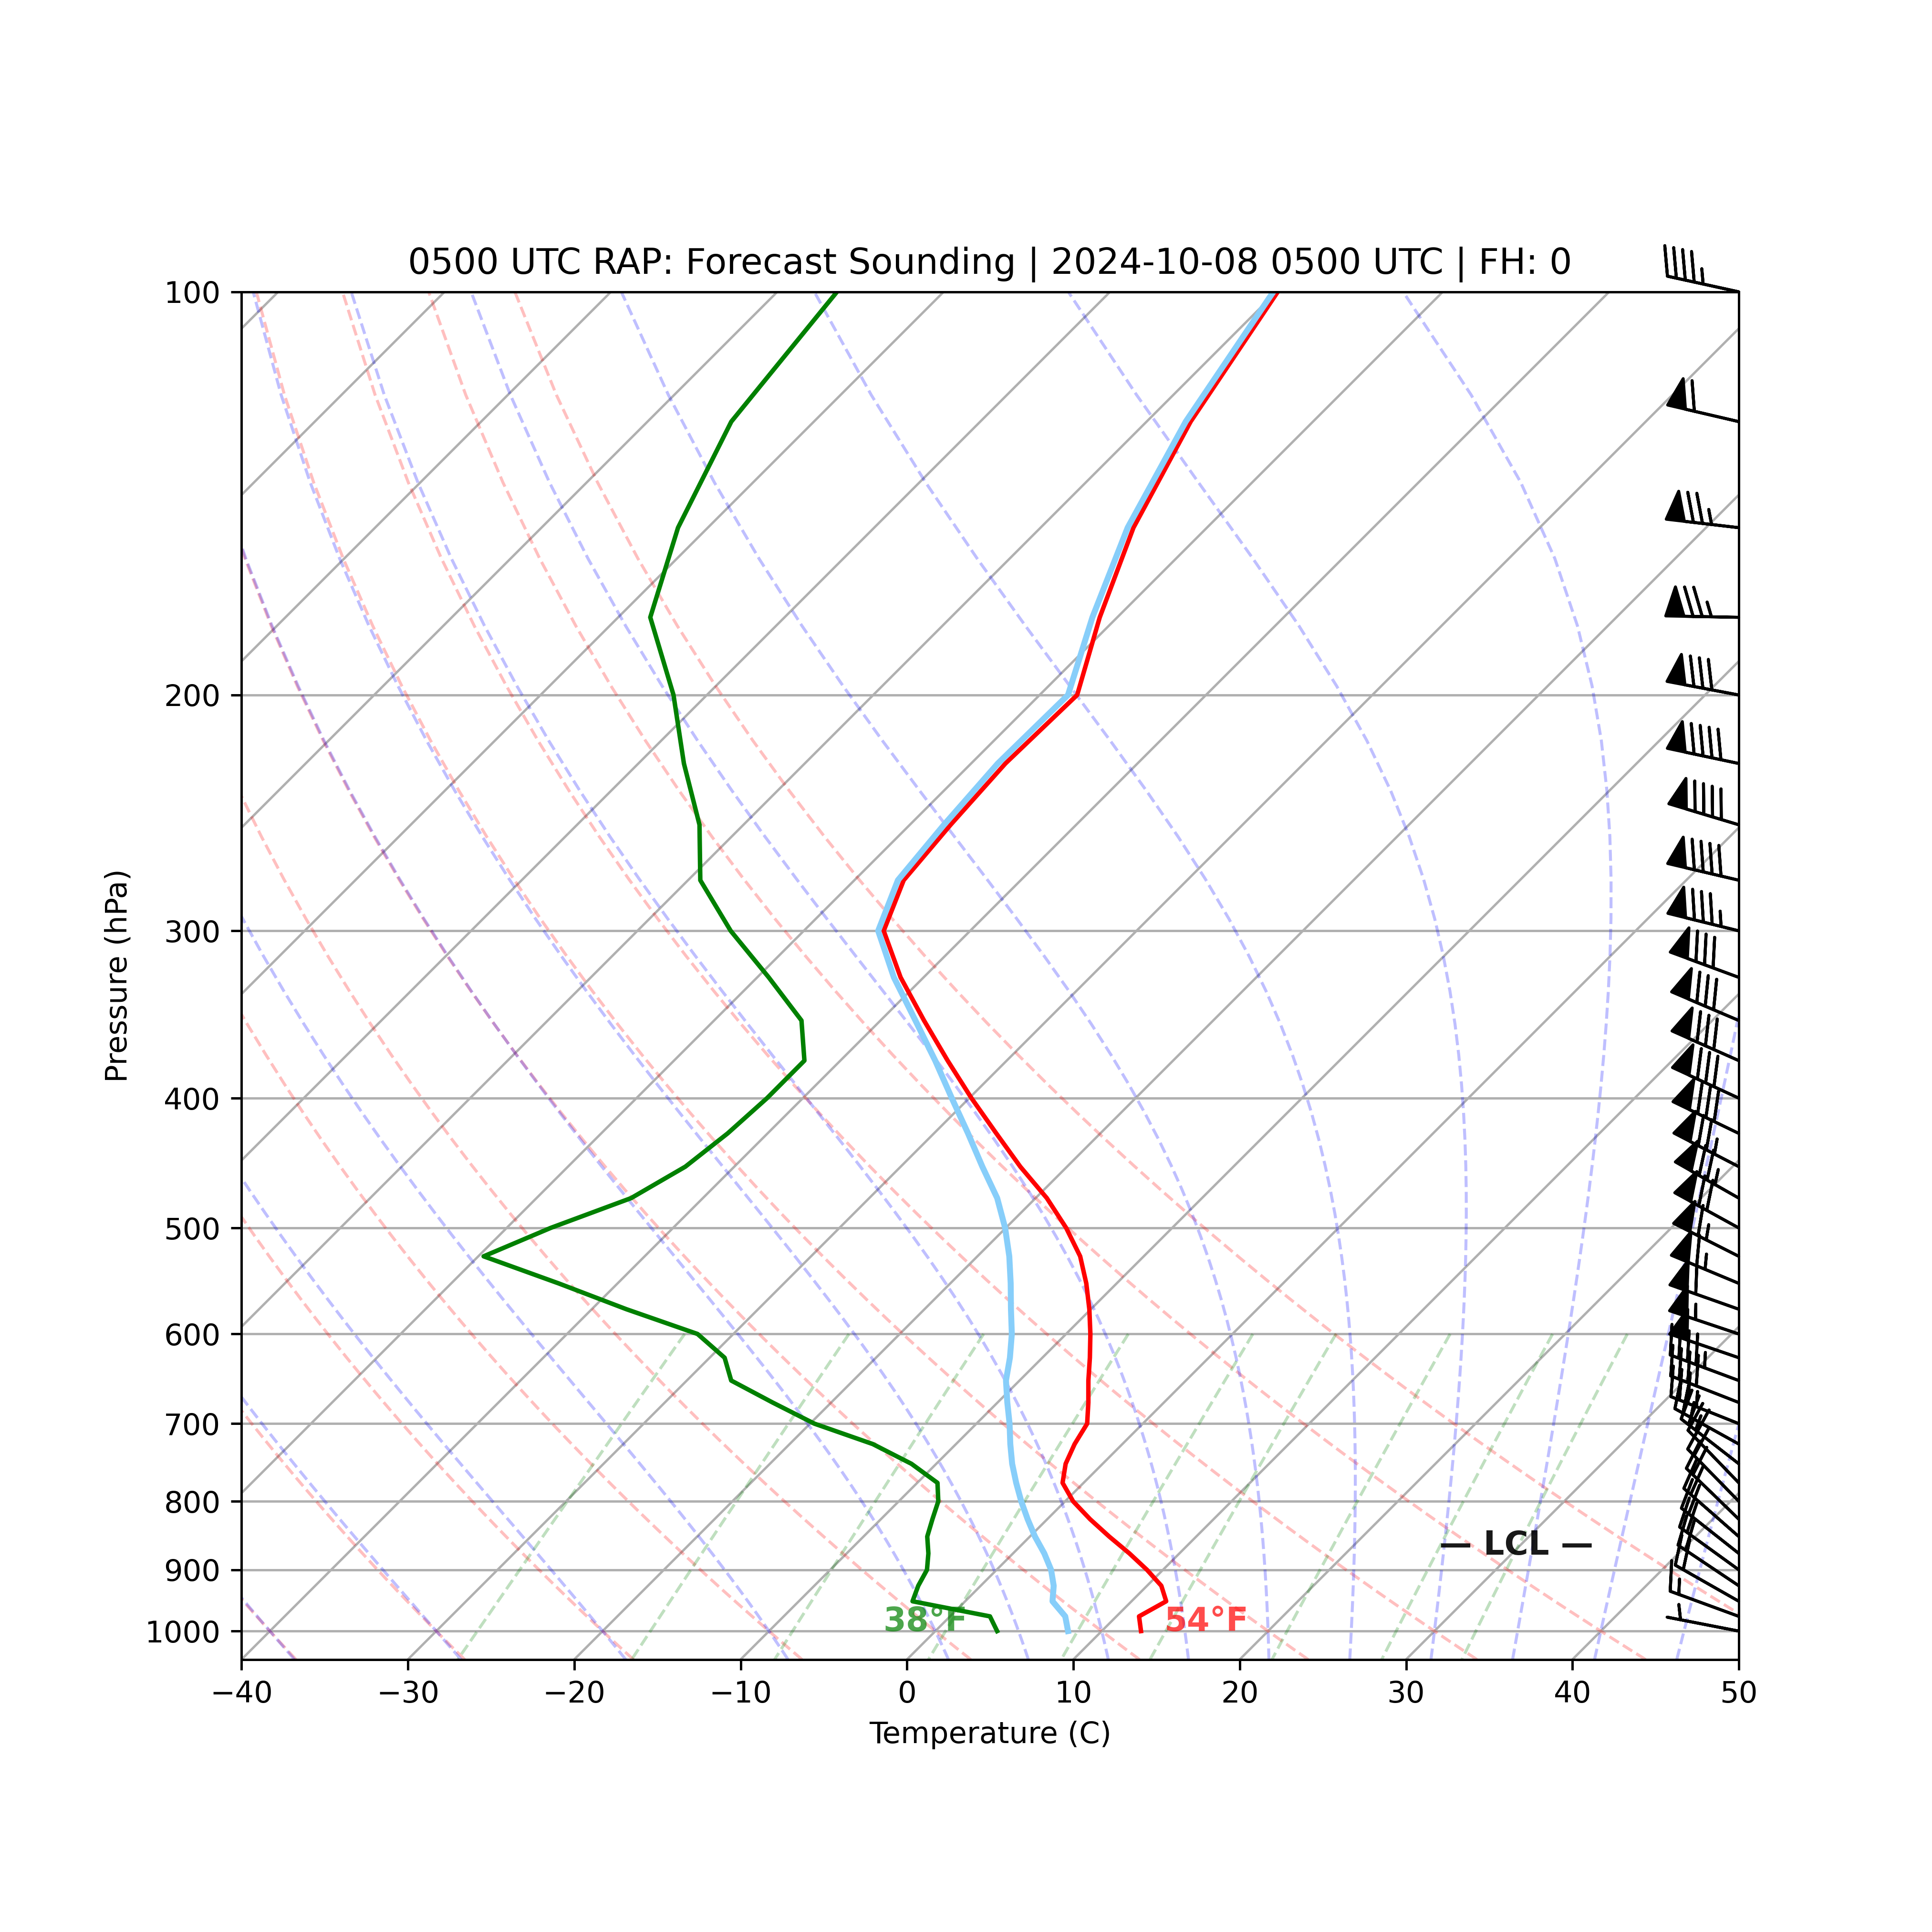 0500 UTC RAP: Forecast Sounding | 2024-10-08 0500 UTC | FH: 0
100
200
300
400
500
600
700
800
900
1000
Pressure (hPa)
— LCL —
38°F
54°F
−40 −30 −20 −10 0 10 20 30 40 50
Temperature (C)